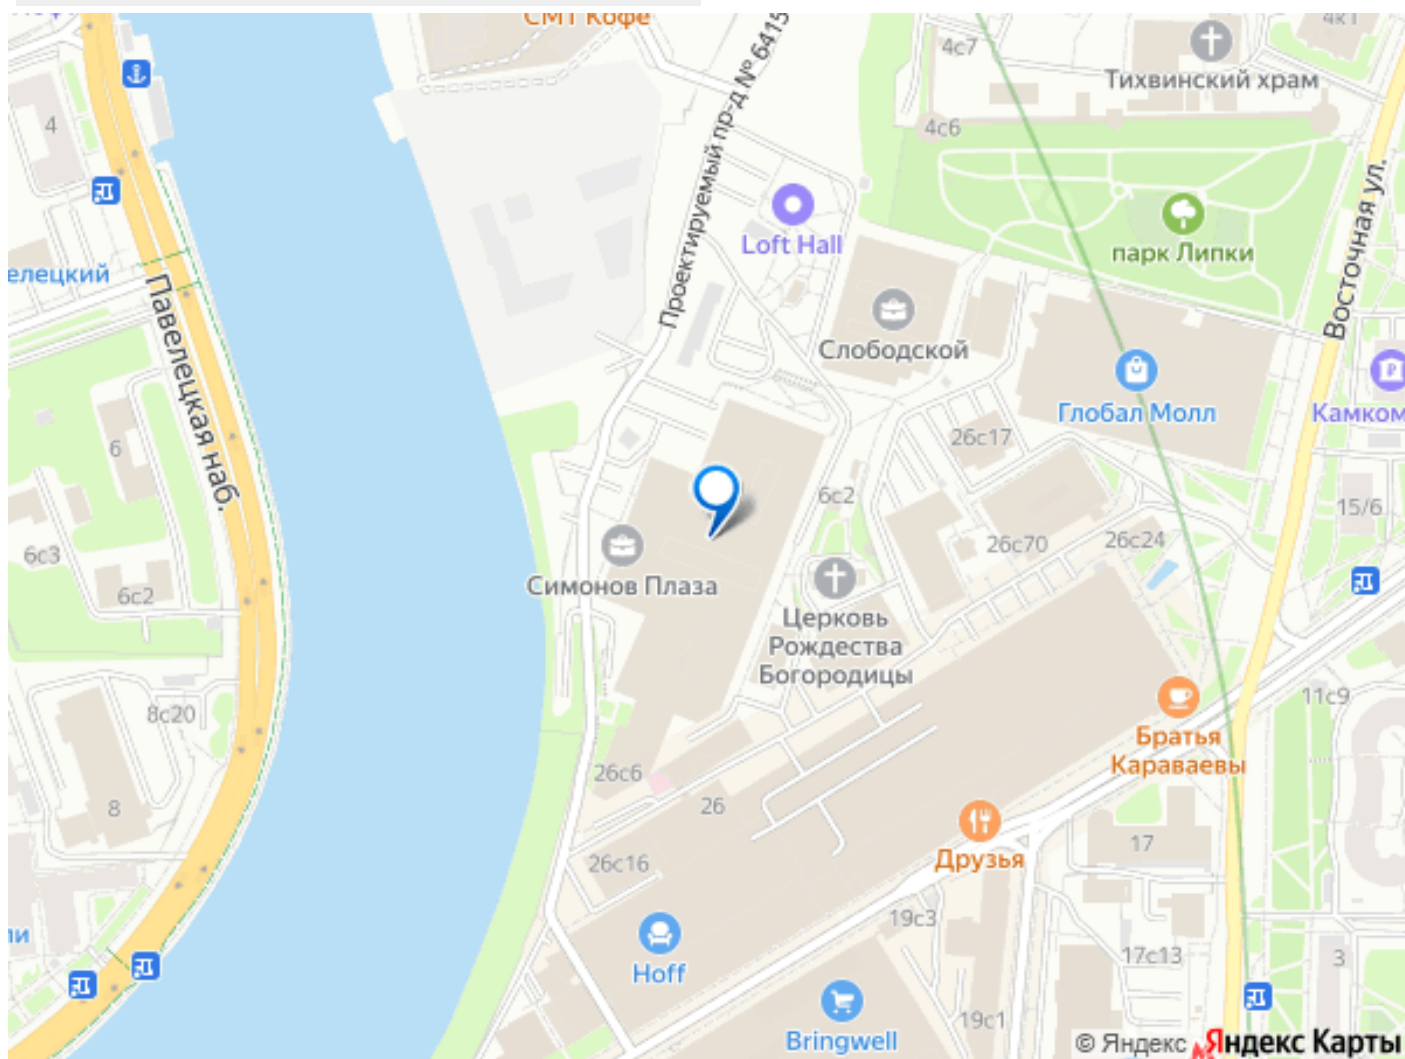 СМТ Кофе
4к1
4с7
Тихвинский храм
4
4с6
Проектируемый пр-д № 6415
Восточная ул.
Loft Hall
парк Липки
елецкий
Павелецкая наб.
Слободской
Глобал Молл
Камком
26с17
6
6с2
15/6
6с3
26с70
26с24
Симонов Плаза
6с2
Церковь
Рождества
Богородицы
11с9
8с20
Братья
Караваевы
26с6
8
26
17
26с16
Друзья
19с3
ли
17с13
3
Hoff
19с1
Bringwell
© Яндекс
Яндекс Карты